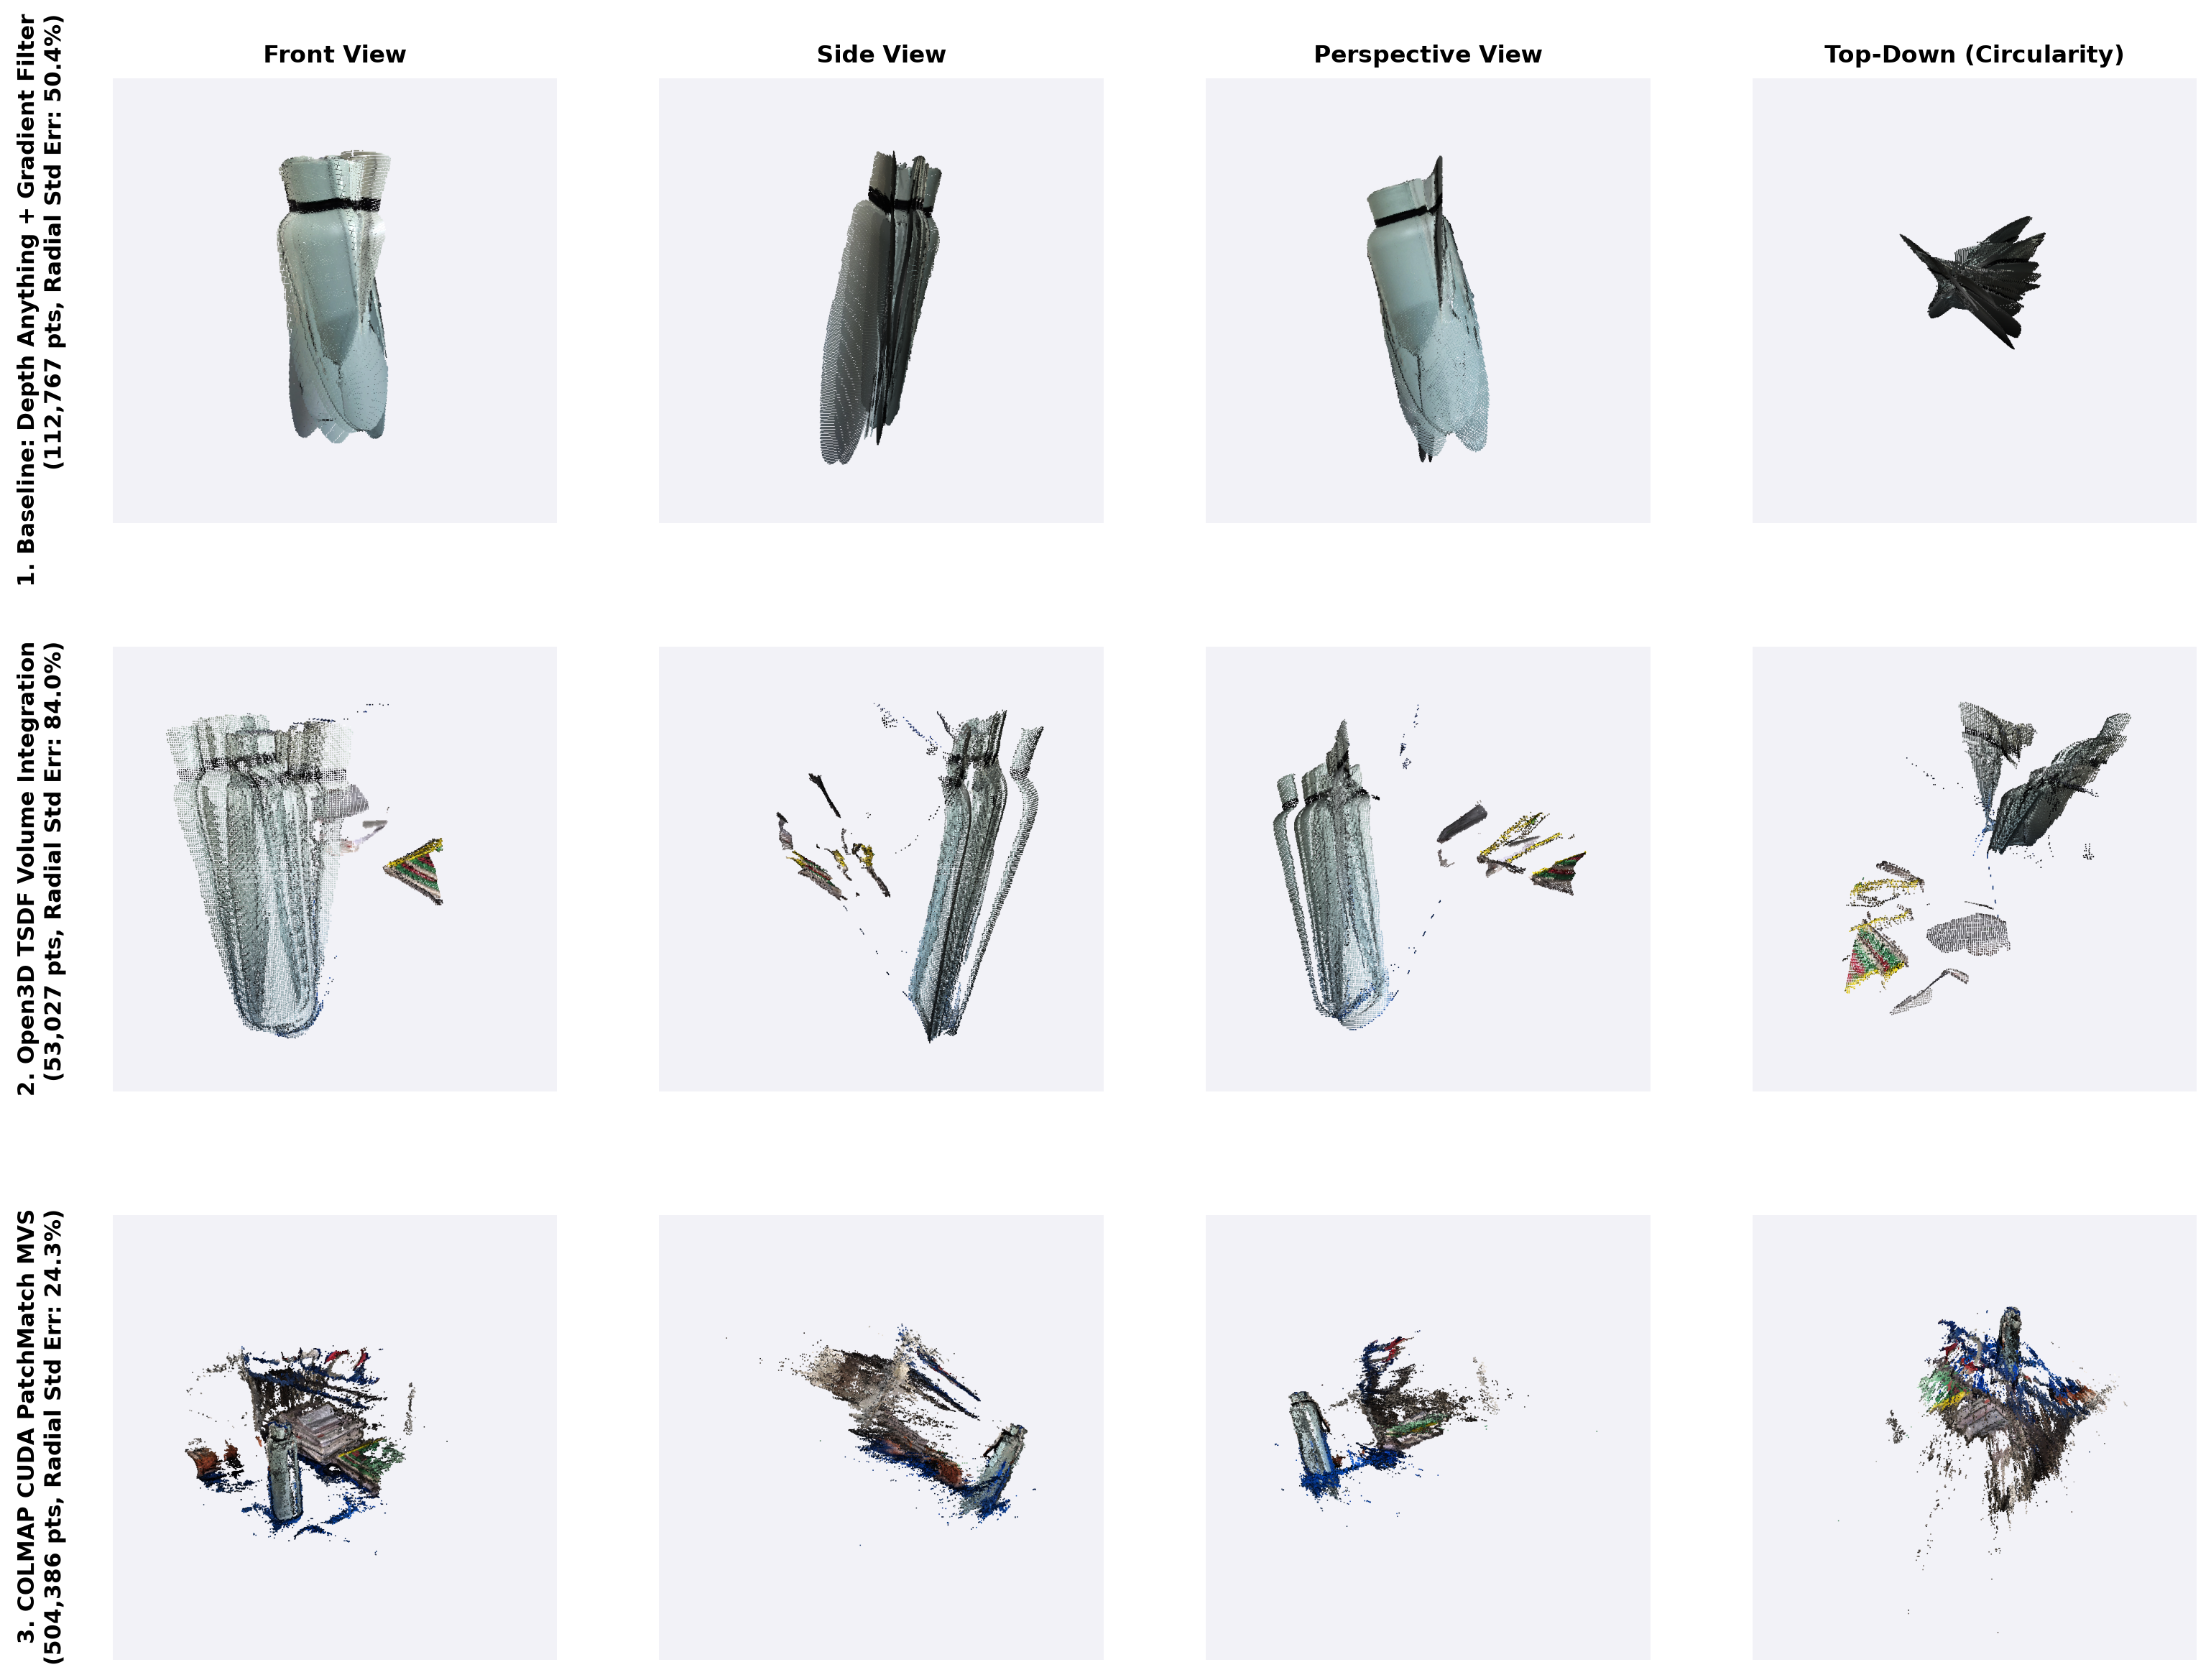 Front View
Side View
Perspective View
Top-Down (Circularity)
1. Baseline: Depth Anything + Gradient Filter
(112,767 pts, Radial Std Err: 50.4%)
2. Open3D TSDF Volume Integration
(53,027 pts, Radial Std Err: 84.0%)
3. COLMAP CUDA PatchMatch MVS
(504,386 pts, Radial Std Err: 24.3%)